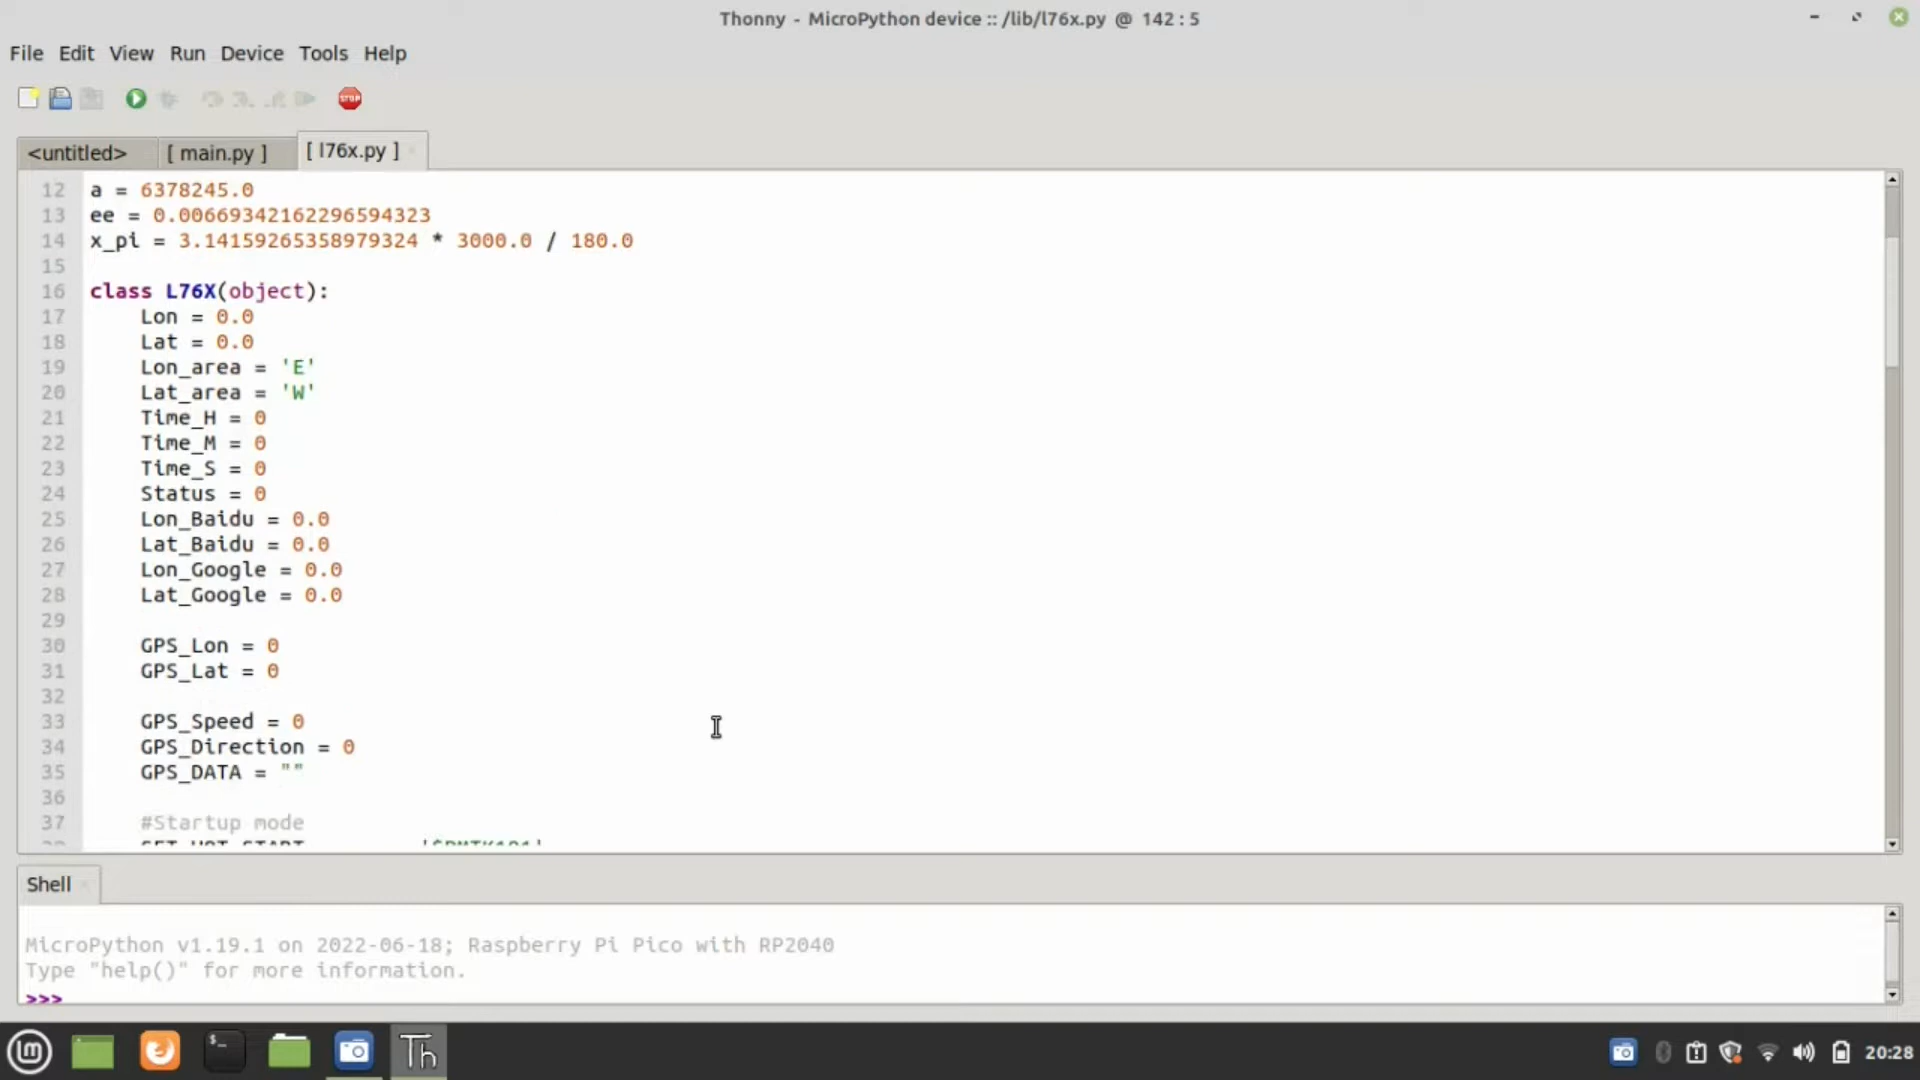 Thonny - MicroPython device :: /lib/l76x.py @ 142 : 5
File Edit View Run Device Tools Help
STOP
<untitled> [ main.py ] [ l76x.py ]
12 a = 6378245.0
13 ee = 0.00669342162296594323
14 x_pi = 3.14159265358979324 * 3000.0 / 180.0
15
16 class L76X(object):
17 Lon = 0.0
18 Lat = 0.0
19 Lon_area = 'E'
20 Lat_area = 'W'
21 Time_H = 0
22 Time_M = 0
23 Time_S = 0
24 Status = 0
25 Lon_Baidu = 0.0
26 Lat_Baidu = 0.0
27 Lon_Google = 0.0
28 Lat_Google = 0.0
29
30 GPS_Lon = 0
31 GPS_Lat = 0
32
33 GPS_Speed = 0
34 GPS_Direction = 0
35 GPS_DATA = ""
36
37 #Startup mode
Shell
MicroPython v1.19.1 on 2022-06-18; Raspberry Pi Pico with RP2040
Type "help()" for more information.
>>>
Th
20:28